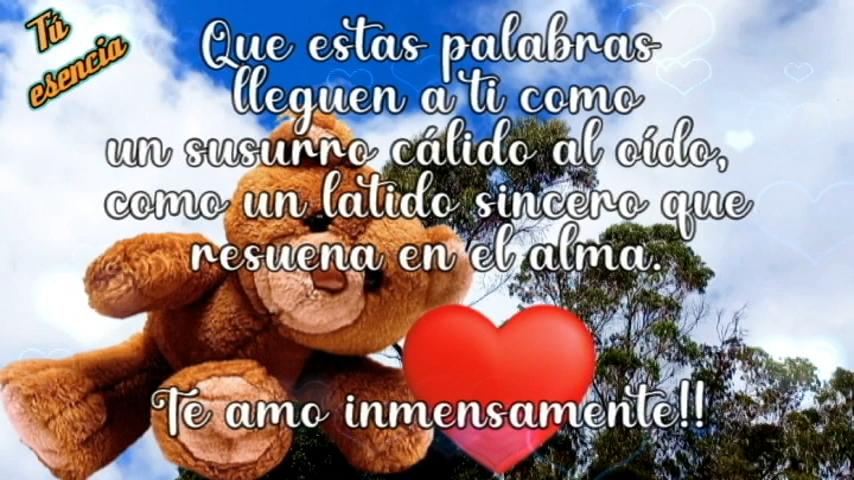 Tú
esencia
Que estas palabras
lleguen a ti como
un susurro cálido al oído,
como un latido sincero que
resuena en el alma.
Te amo inmensamente!!